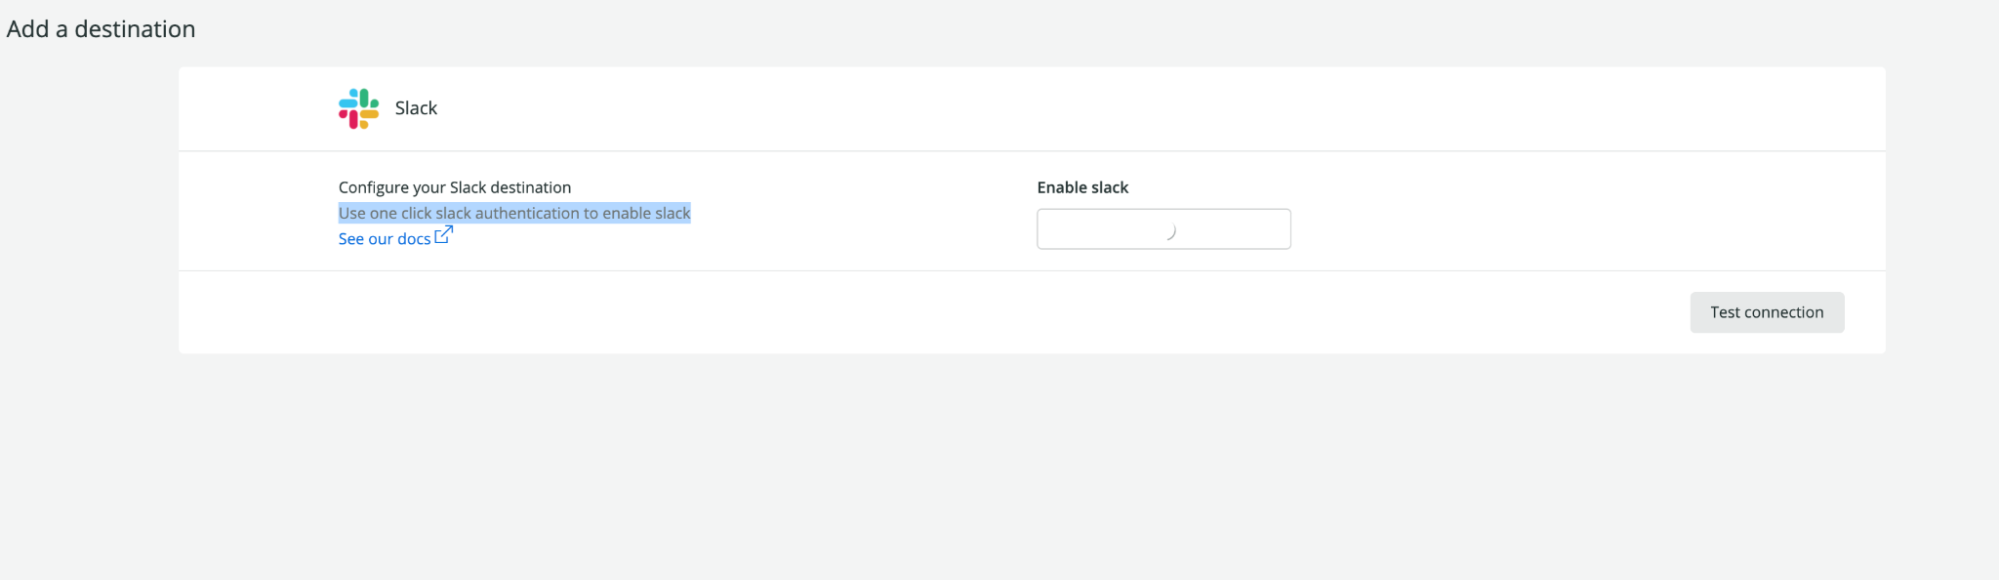 Add a destination
Slack
Configure your Slack destination
Use one click slack authentication to enable slack
See our docs
Enable slack
Test connection